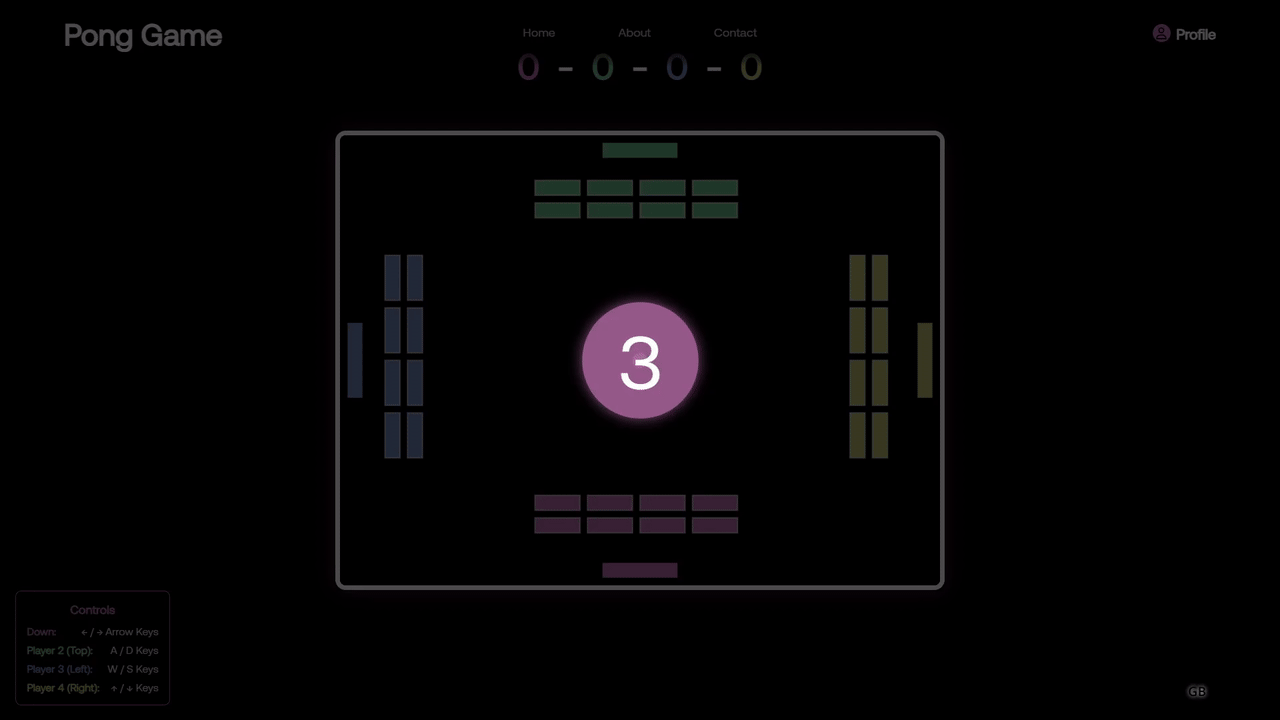 Pong Game
Home About Contact
Profile
0 - 0 - 0 - 0
3
Controls
Down: ← / → Arrow Keys
Player 2 (Top): A / D Keys
Player 3 (Left): W / S Keys
Player 4 (Right): ↑ / ↓ Keys
GB